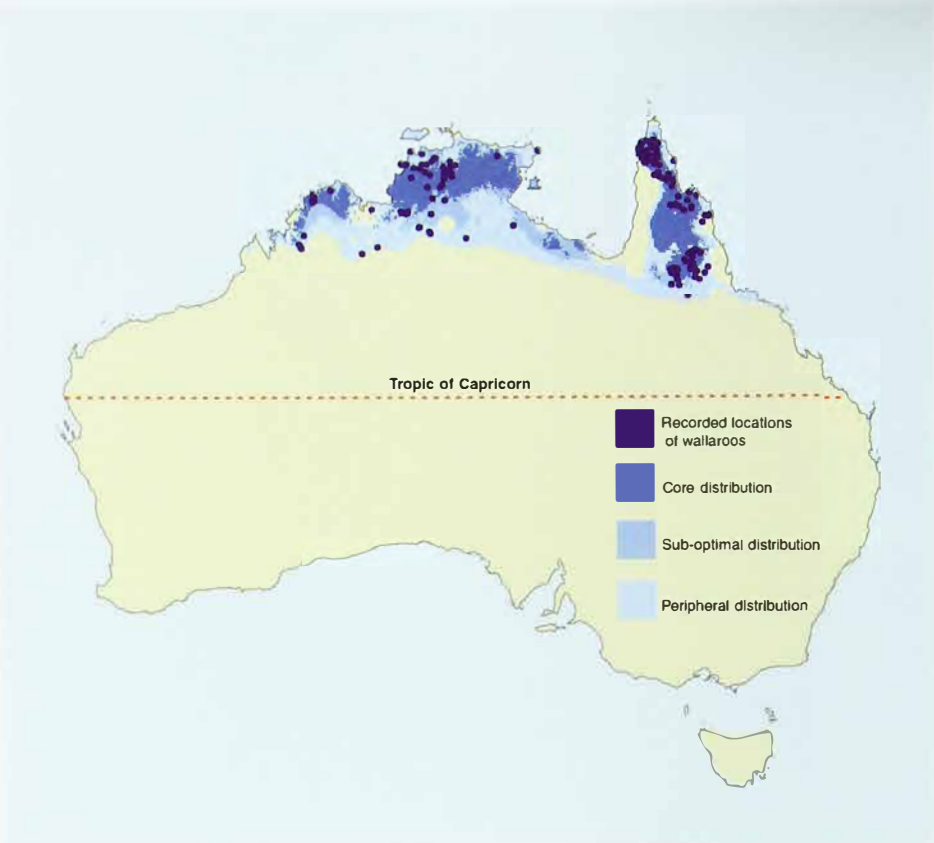 Tropic of Capricorn
Recorded locations
of wallaroos
Core distribution
Sub-optimal distribution
Peripheral distribution